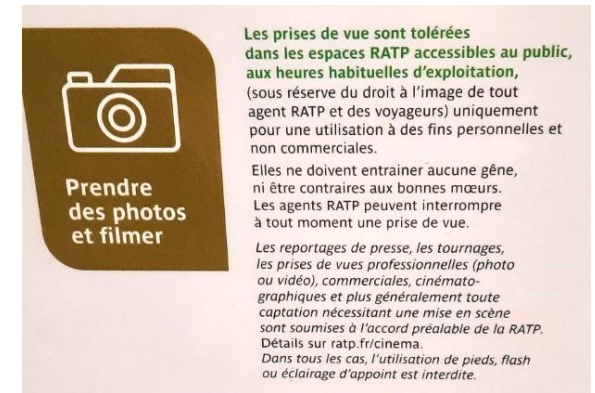 Prendre
des photos
et filmer
Les prises de vue sont tolérées
dans les espaces RATP accessibles au public,
aux heures habituelles d'exploitation,
(sous réserve du droit à l'image de tout
agent RATP et des voyageurs) uniquement
pour une utilisation à des fins personnelles et
non commerciales.
Elles ne doivent entrainer aucune gêne,
ni être contraires aux bonnes mœurs.
Les agents RATP peuvent interrompre
à tout moment une prise de vue.
Les reportages de presse, les tournages,
les prises de vues professionnelles (photo
ou vidéo), commerciales, cinémato-
graphiques et plus généralement toute
captation nécessitant une mise en scène
sont soumises à l'accord préalable de la RATP.
Détails sur ratp.fr/cinema.
Dans tous les cas, l'utilisation de pieds, flash
ou éclairage d'appoint est interdite.